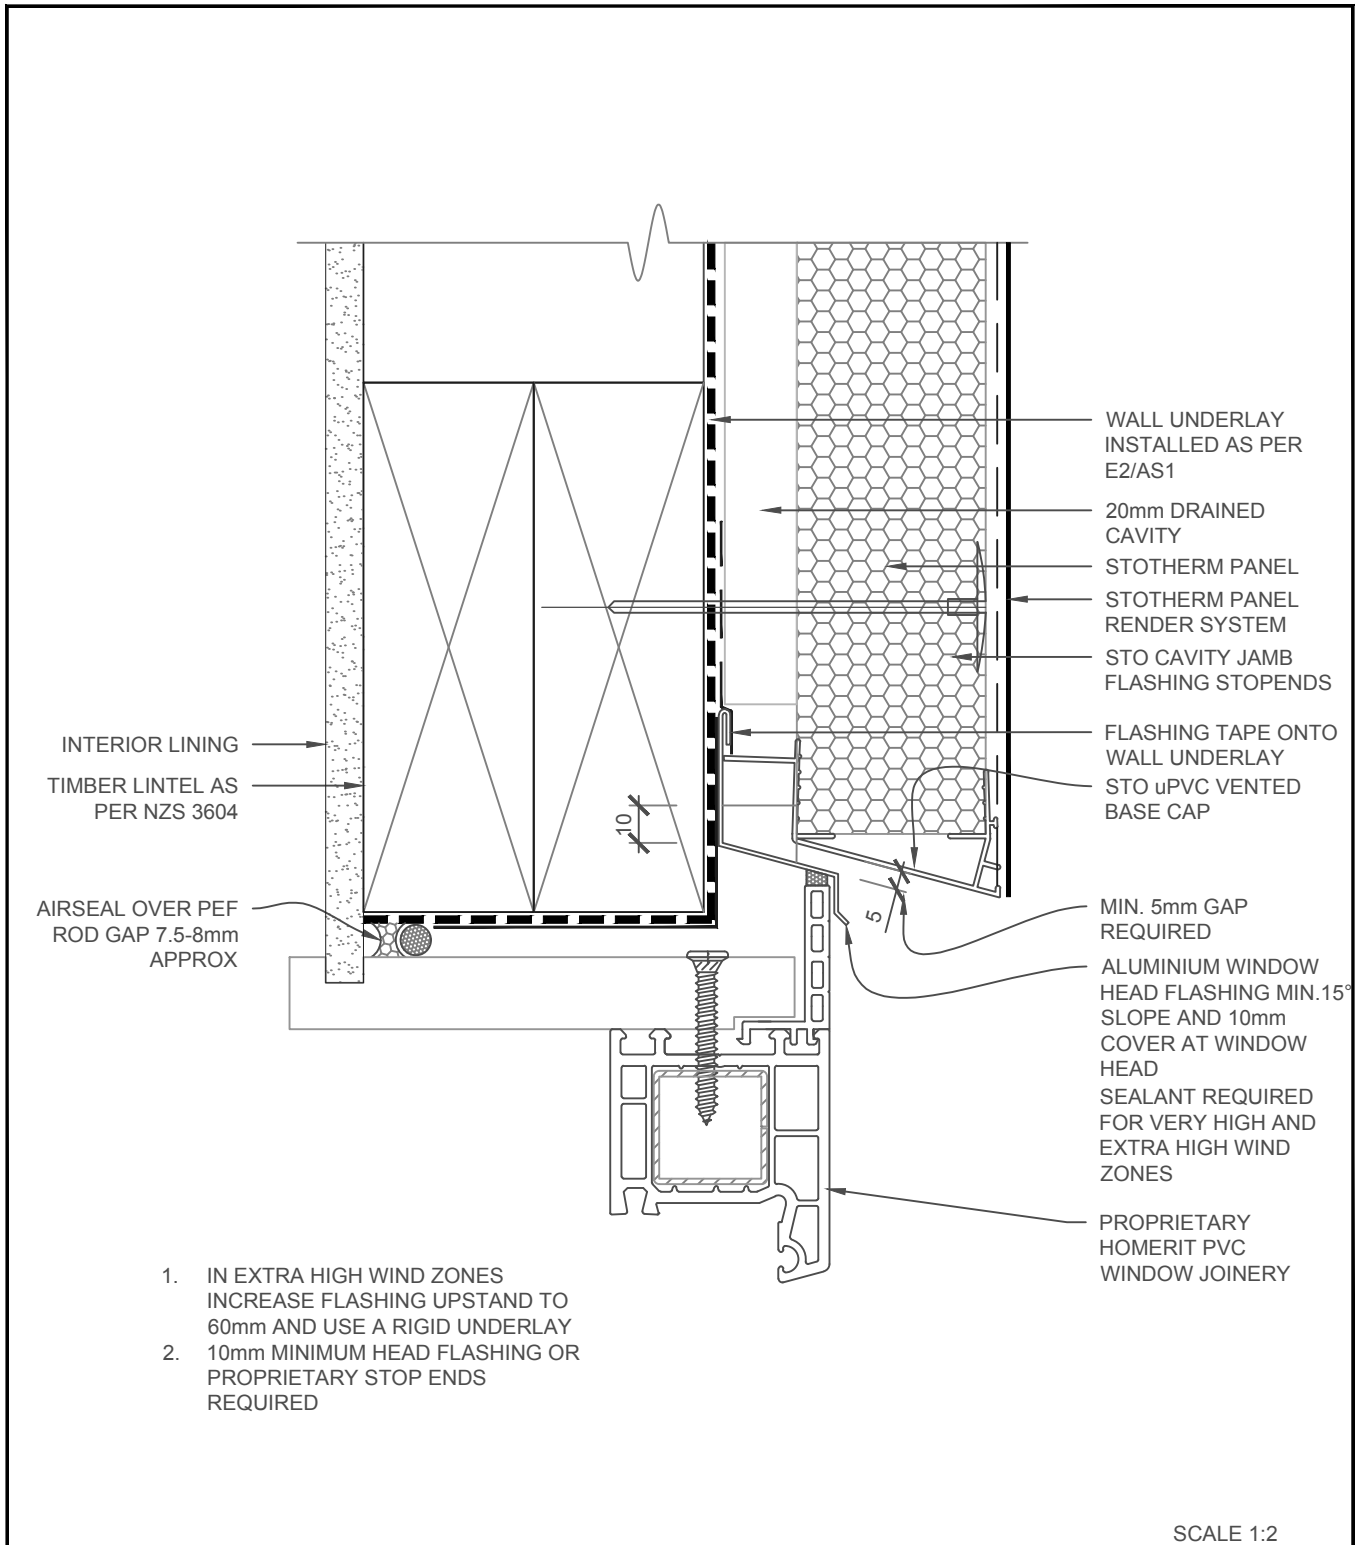 WALL UNDERLAY
INSTALLED AS PER
E2/AS1
20mm DRAINED
CAVITY
STOTHERM PANEL
STOTHERM PANEL
RENDER SYSTEM
STO CAVITY JAMB
FLASHING STOPENDS
FLASHING TAPE ONTO
WALL UNDERLAY
STO uPVC VENTED
BASE CAP
INTERIOR LINING
TIMBER LINTEL AS
PER NZS 3604
10
AIRSEAL OVER PEF
ROD GAP 7.5-8mm
APPROX
5
MIN. 5mm GAP
REQUIRED
ALUMINIUM WINDOW
HEAD FLASHING MIN.15°
SLOPE AND 10mm
COVER AT WINDOW
HEAD
SEALANT REQUIRED
FOR VERY HIGH AND
EXTRA HIGH WIND
ZONES
PROPRIETARY
HOMERIT PVC
WINDOW JOINERY
1. IN EXTRA HIGH WIND ZONES
INCREASE FLASHING UPSTAND TO
60mm AND USE A RIGID UNDERLAY
2. 10mm MINIMUM HEAD FLASHING OR
PROPRIETARY STOP ENDS
REQUIRED
SCALE 1:2